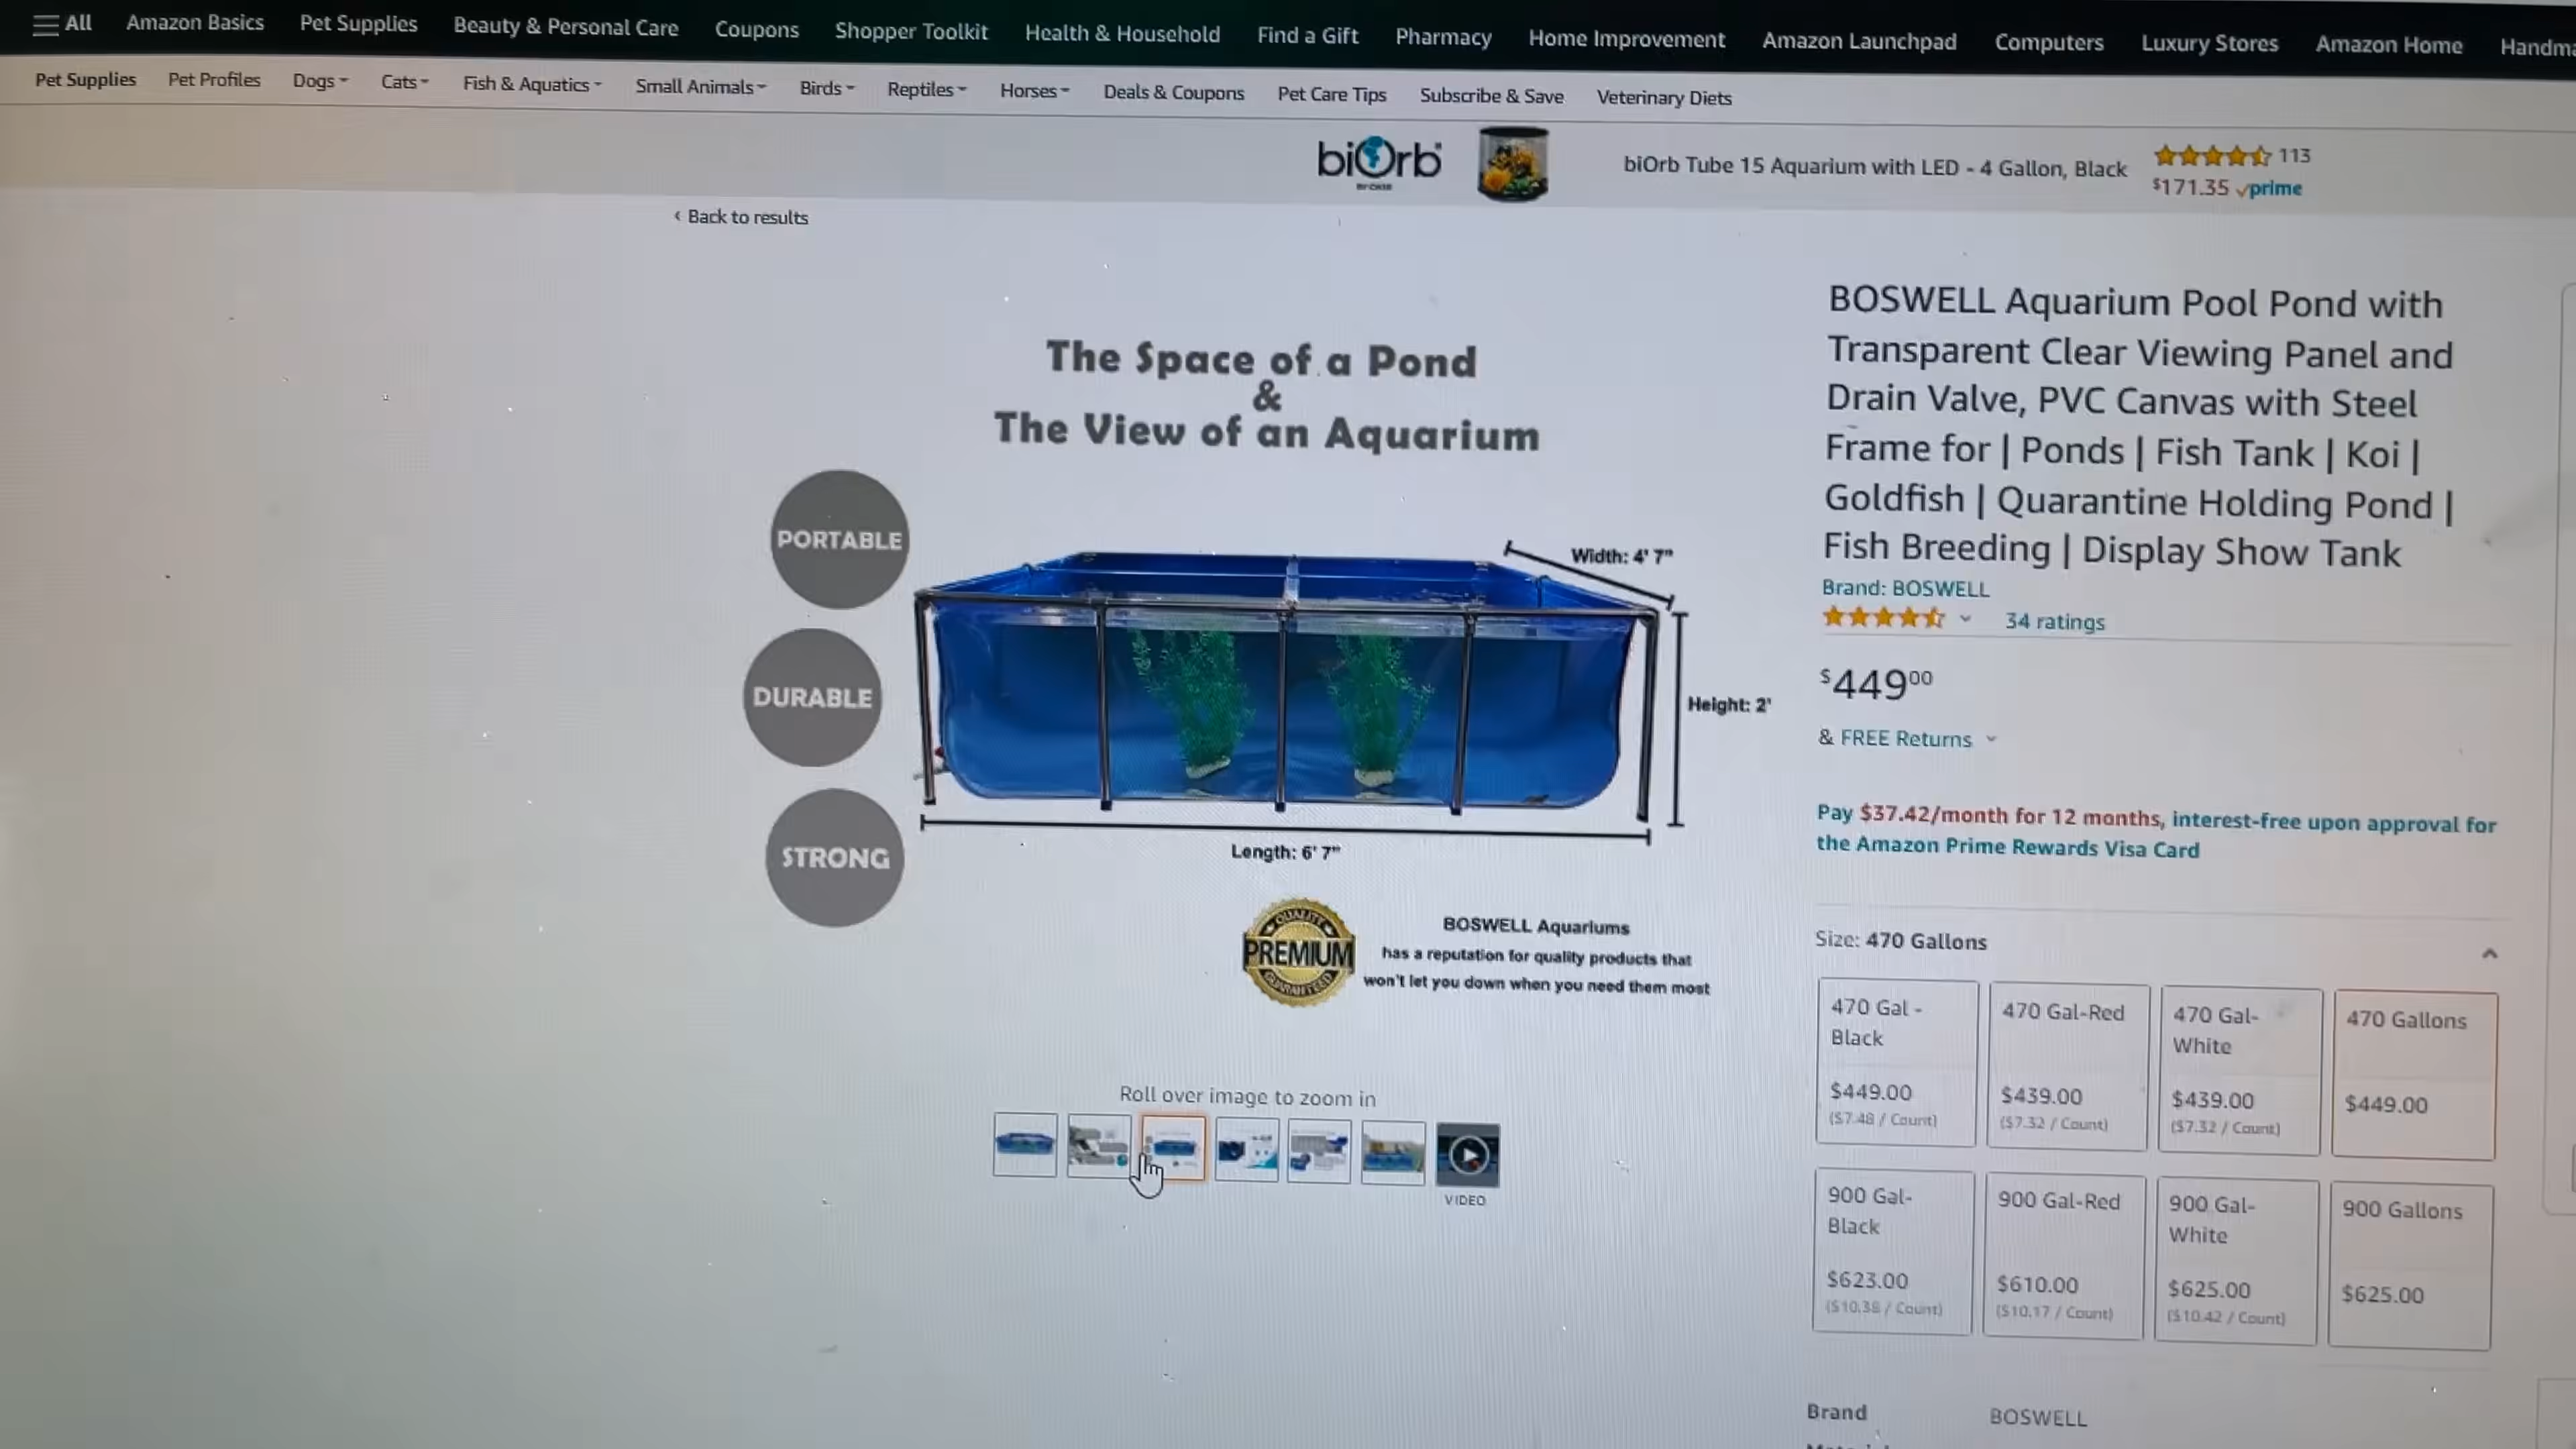 All Amazon Basics Pet Supplies Beauty & Personal Care Coupons Shopper Toolkit Health & Household Find a Gift Pharmacy Home Improvement Amazon Launchpad Computers Luxury Stores Amazon Home
Pet Supplies Pet Profiles Dogs Cats Fish & Aquatics Small Animals Birds Reptiles Horses Deals & Coupons Pet Care Tips Subscribe & Save Veterinary Diets
biOrb
biOrb Tube 15 Aquarium with LED - 4 Gallon, Black
113
$171.35 prime
‹ Back to results
The Space of a Pond
&
The View of an Aquarium
PORTABLE
DURABLE
STRONG
Width: 4' 7"
Height: 2'
Length: 6' 7"
QUALITY
PREMIUM
GUARANTEED
BOSWELL Aquariums
has a reputation for quality products that
won't let you down when you need them most
Roll over image to zoom in
VIDEO
BOSWELL Aquarium Pool Pond with
Transparent Clear Viewing Panel and
Drain Valve, PVC Canvas with Steel
Frame for | Ponds | Fish Tank | Koi |
Goldfish | Quarantine Holding Pond |
Fish Breeding | Display Show Tank
Brand: BOSWELL
34 ratings
$449.00
& FREE Returns
Pay $37.42/month for 12 months, interest-free upon approval for
the Amazon Prime Rewards Visa Card
Size: 470 Gallons
470 Gal -
Black
$449.00
($7.48 / Count)
470 Gal-Red
$439.00
($7.32 / Count)
470 Gal-
White
$439.00
($7.32 / Count)
470 Gallons
$449.00
900 Gal-
Black
$623.00
($10.38 / Count)
900 Gal-Red
$610.00
($10.17 / Count)
900 Gal-
White
$625.00
($10.42 / Count)
900 Gallons
$625.00
Brand BOSWELL